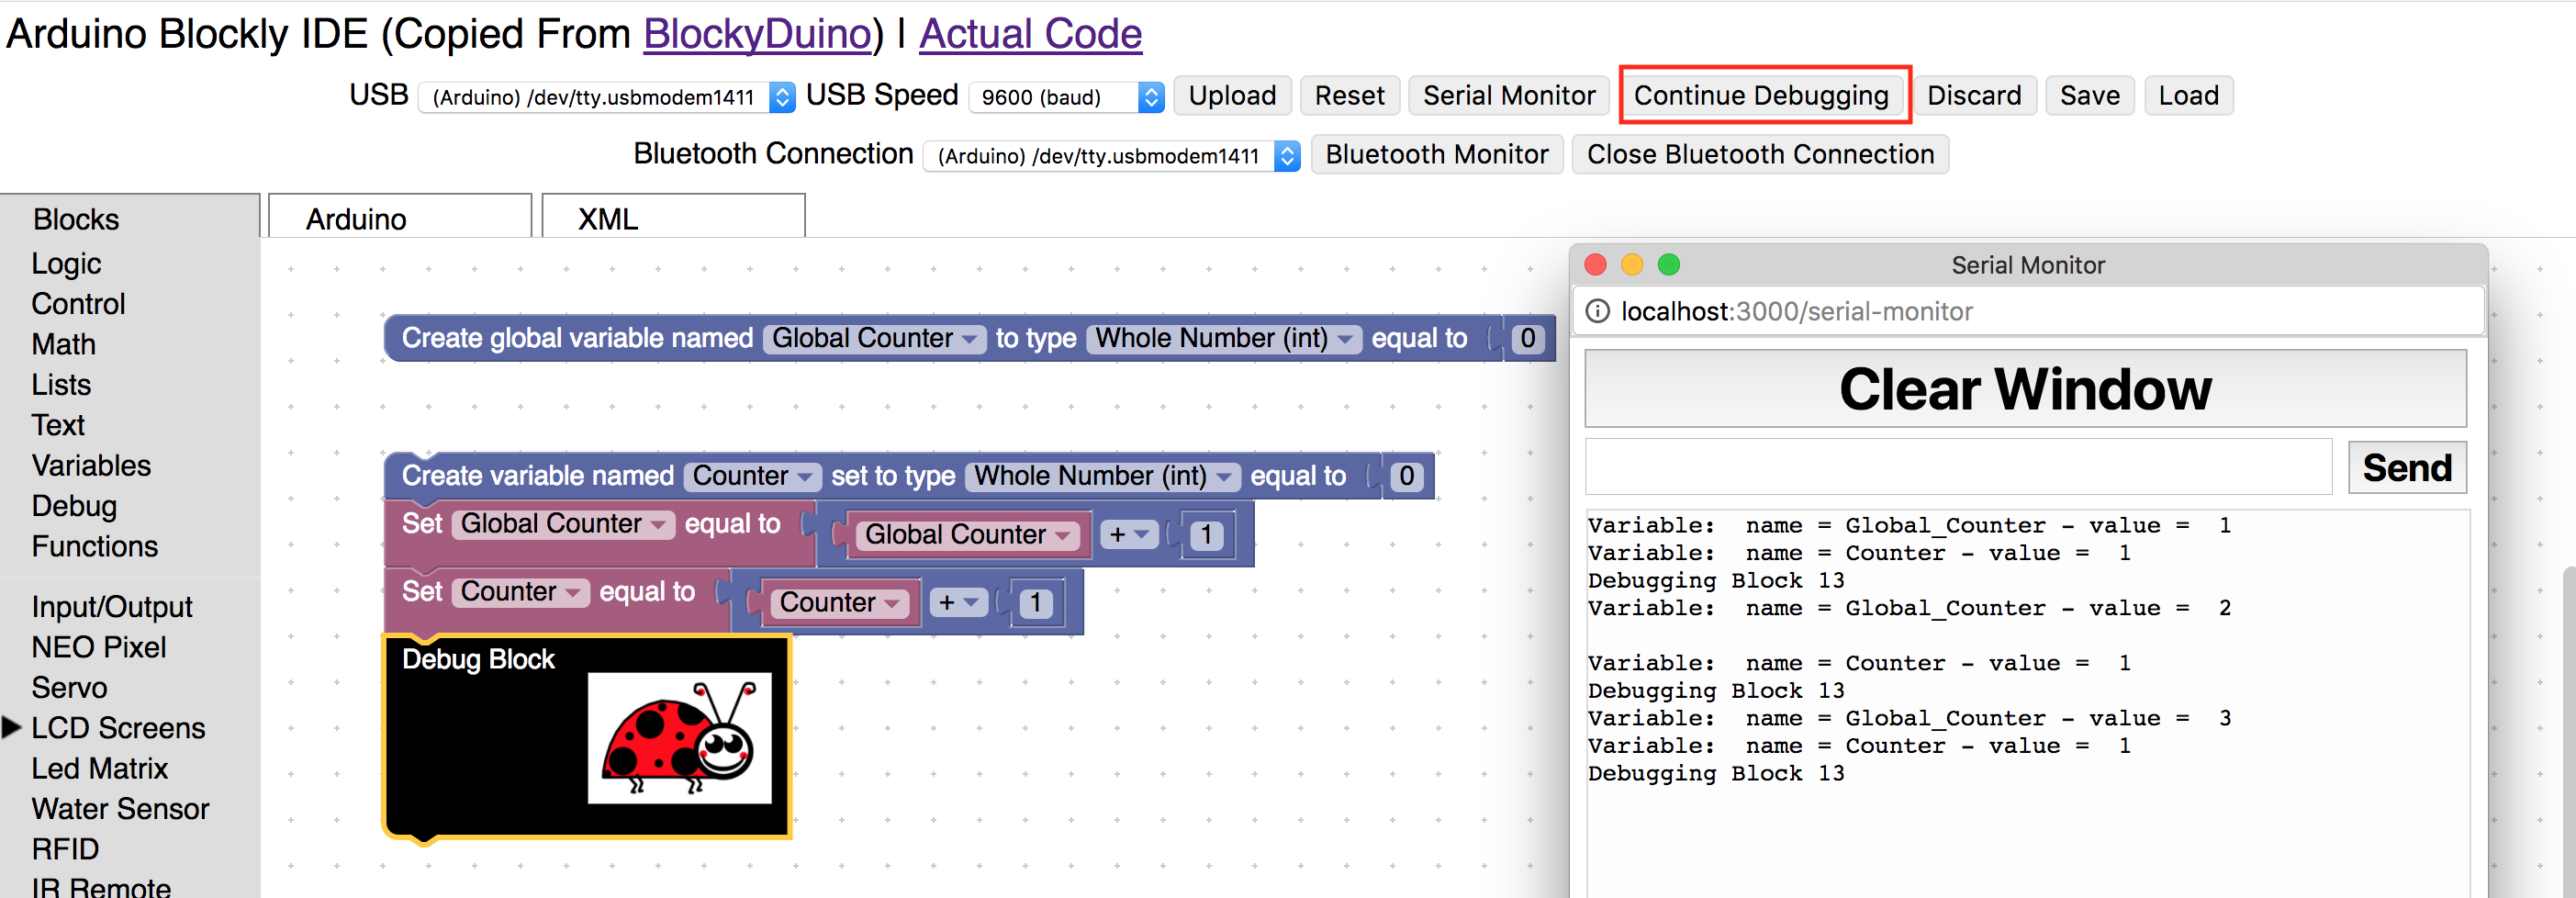 Arduino Blockly IDE (Copied From BlockyDuino) | Actual Code
USB (Arduino) /dev/tty.usbmodem1411 USB Speed 9600 (baud) Upload Reset Serial Monitor Continue Debugging Discard Save Load
Bluetooth Connection (Arduino) /dev/tty.usbmodem1411 Bluetooth Monitor Close Bluetooth Connection
Blocks Arduino XML
Logic
Control
Math
Lists
Text
Variables
Debug
Functions
Input/Output
NEO Pixel
Servo
LCD Screens
Led Matrix
Water Sensor
RFID
IR Remote
Create global variable named Global Counter to type Whole Number (int) equal to 0
Create variable named Counter set to type Whole Number (int) equal to 0
Set Global Counter equal to Global Counter + 1
Set Counter equal to Counter + 1
Debug Block
Serial Monitor
localhost:3000/serial-monitor
Clear Window
Send
Variable:  name = Global_Counter - value =  1
Variable:  name = Counter - value =  1
Debugging Block 13
Variable:  name = Global_Counter - value =  2
Variable:  name = Counter - value =  1
Debugging Block 13
Variable:  name = Global_Counter - value =  3
Variable:  name = Counter - value =  1
Debugging Block 13